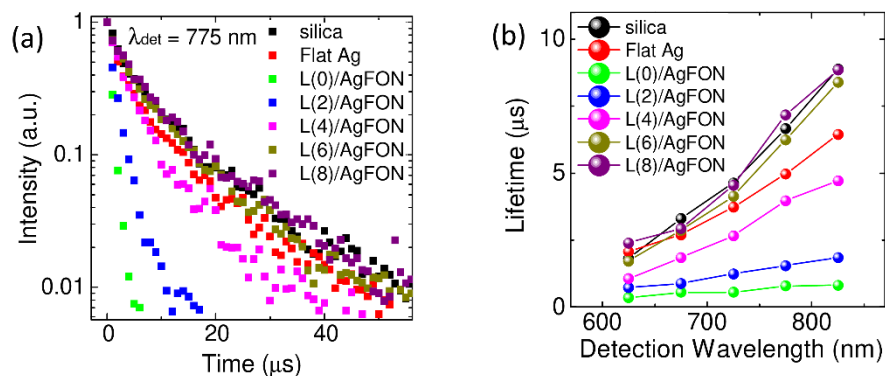 (a)
λdet = 775 nm
silica
Flat Ag
L(0)/AgFON
L(2)/AgFON
L(4)/AgFON
L(6)/AgFON
L(8)/AgFON
1
0.1
0.01
Intensity (a.u.)
0 20 40
Time (μs)
(b)
silica
Flat Ag
L(0)/AgFON
L(2)/AgFON
L(4)/AgFON
L(6)/AgFON
L(8)/AgFON
10
5
0
Lifetime (μs)
600 700 800
Detection Wavelength (nm)